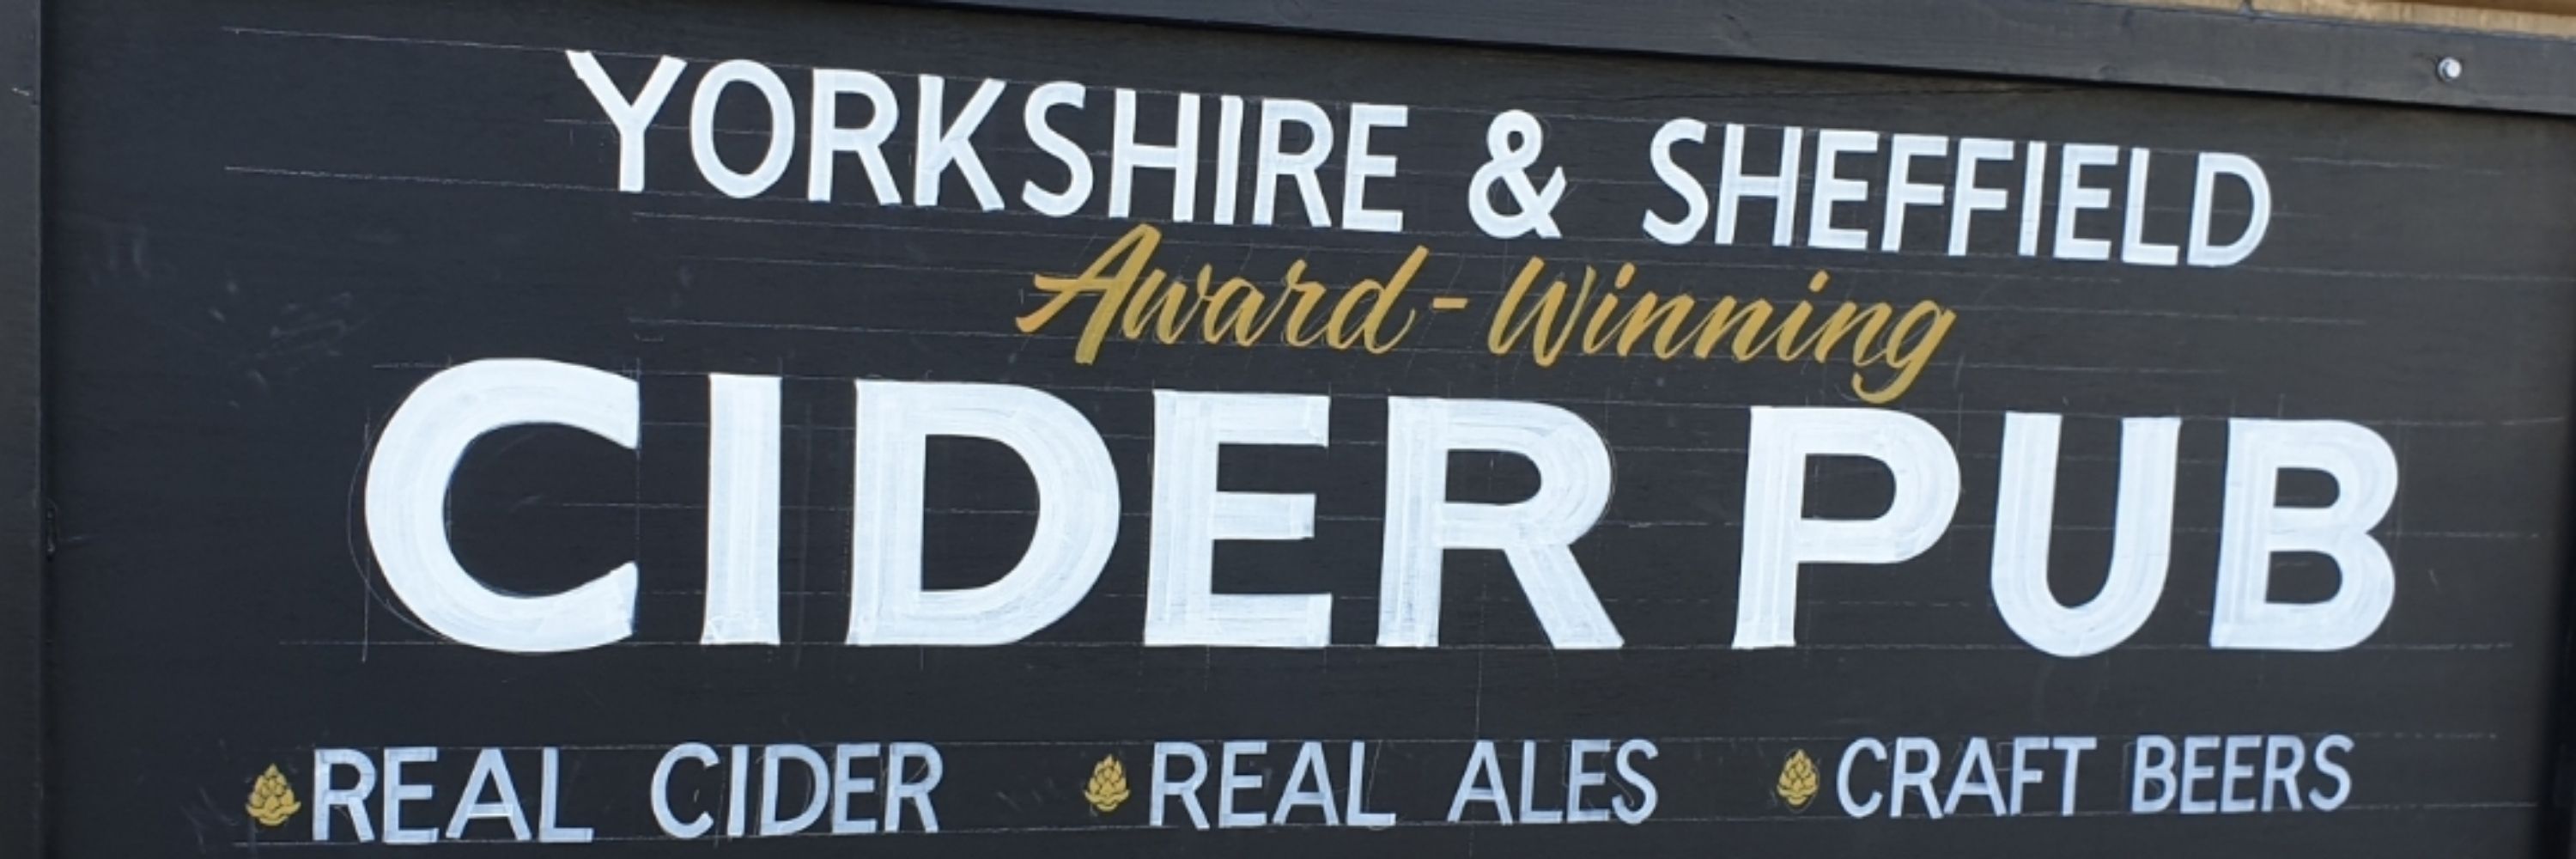 YORKSHIRE & SHEFFIELD
Award-Winning
CIDER PUB
REAL CIDER REAL ALES CRAFT BEERS